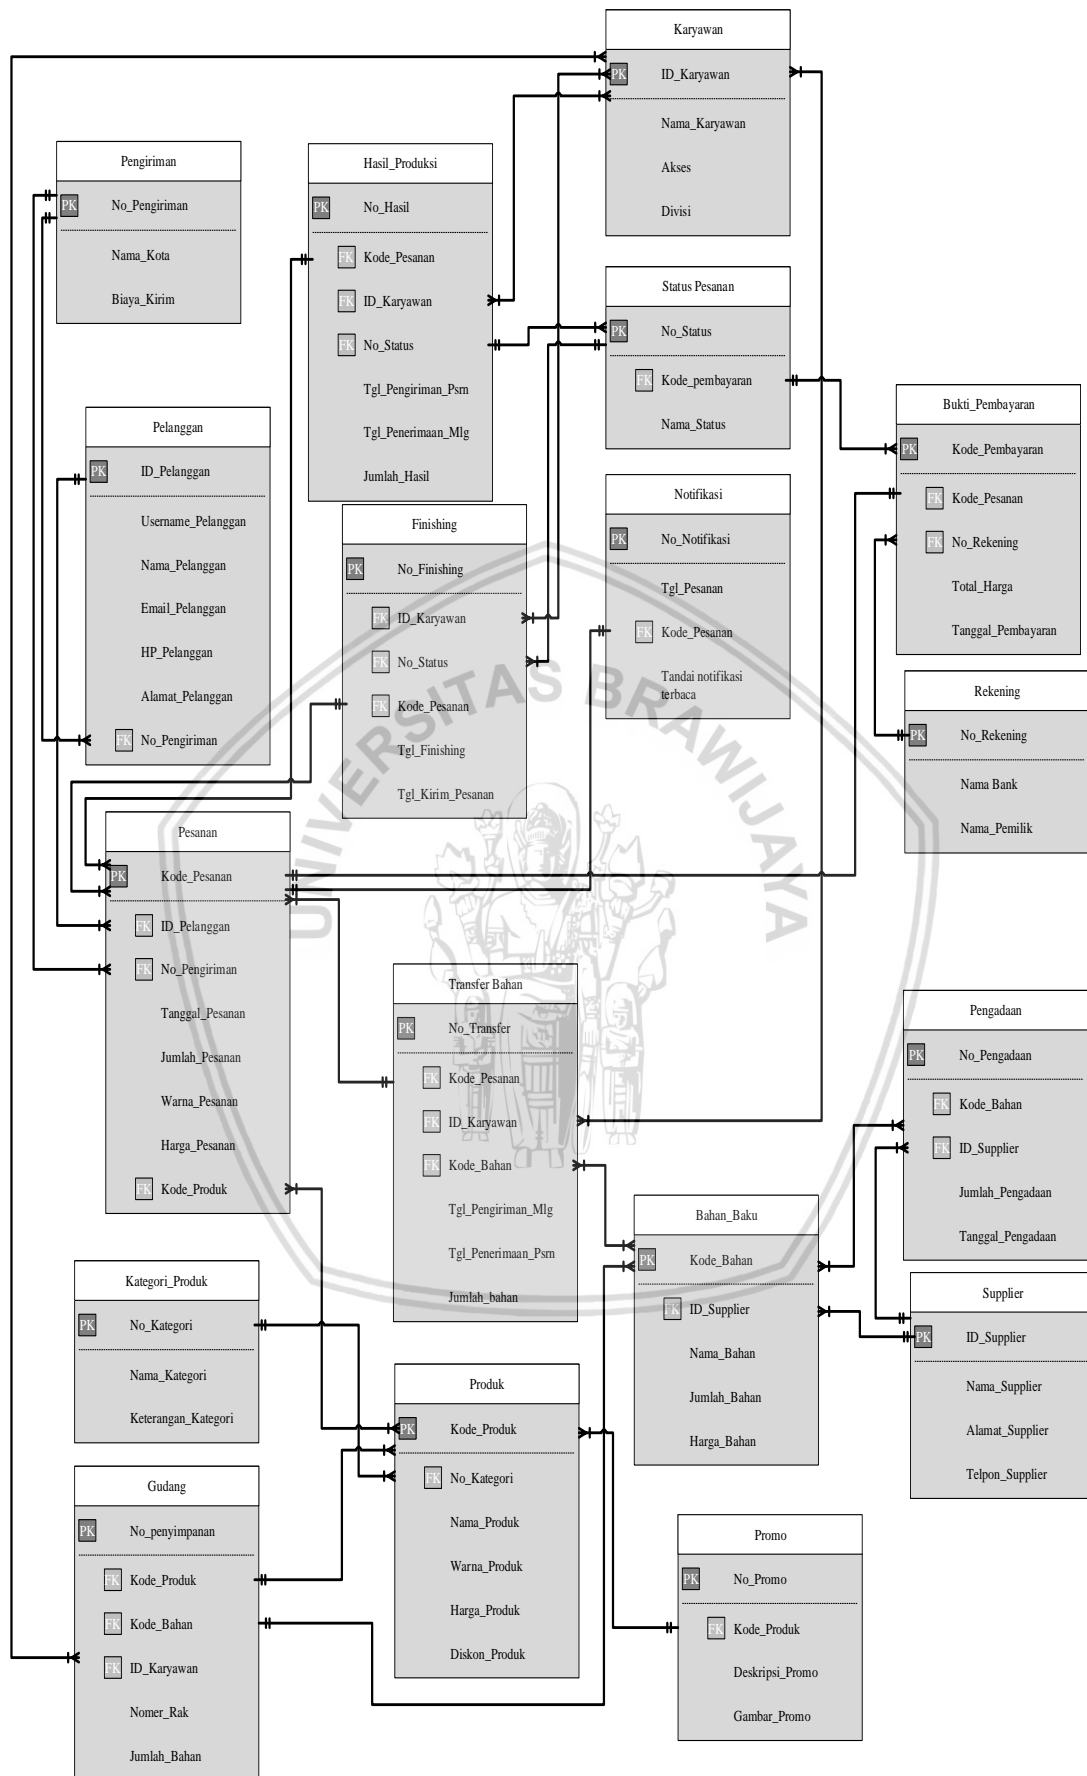 Karyawan
PK ID_Karyawan
Nama_Karyawan
Akses
Divisi
Pengiriman
PK No_Pengiriman
Nama_Kota
Biaya_Kirim
Hasil_Produksi
PK No_Hasil
FK Kode_Pesanan
FK ID_Karyawan
FK No_Status
Tgl_Pengiriman_Psrn
Tgl_Penerimaan_Mlg
Jumlah_Hasil
Status Pesanan
PK No_Status
FK Kode_pembayaran
Nama_Status
Bukti_Pembayaran
PK Kode_Pembayaran
FK Kode_Pesanan
FK No_Rekening
Total_Harga
Tanggal_Pembayaran
Pelanggan
PK ID_Pelanggan
Username_Pelanggan
Nama_Pelanggan
Email_Pelanggan
HP_Pelanggan
Alamat_Pelanggan
FK No_Pengiriman
Finishing
PK No_Finishing
FK ID_Karyawan
FK No_Status
FK Kode_Pesanan
Tgl_Finishing
Tgl_Kirim_Pesanan
Notifikasi
PK No_Notifikasi
Tgl_Pesanan
FK Kode_Pesanan
Tandai notifikasi
terbaca
Rekening
PK No_Rekening
Nama Bank
Nama_Pemilik
UNIVERSITAS BRAWIJAYA
Pesanan
PK Kode_Pesanan
FK ID_Pelanggan
FK No_Pengiriman
Tanggal_Pesanan
Jumlah_Pesanan
Warna_Pesanan
Harga_Pesanan
FK Kode_Produk
Transfer Bahan
PK No_Transfer
FK Kode_Pesanan
FK ID_Karyawan
FK Kode_Bahan
Tgl_Pengiriman_Mlg
Tgl_Penerimaan_Psrn
Jumlah_bahan
Pengadaan
PK No_Pengadaan
FK Kode_Bahan
FK ID_Supplier
Jumlah_Pengadaan
Tanggal_Pengadaan
Bahan_Baku
PK Kode_Bahan
FK ID_Supplier
Nama_Bahan
Jumlah_Bahan
Harga_Bahan
Supplier
PK ID_Supplier
Nama_Supplier
Alamat_Supplier
Telpon_Supplier
Kategori_Produk
PK No_Kategori
Nama_Kategori
Keterangan_Kategori
Produk
PK Kode_Produk
FK No_Kategori
Nama_Produk
Warna_Produk
Harga_Produk
Diskon_Produk
Gudang
PK No_penyimpanan
FK Kode_Produk
FK Kode_Bahan
FK ID_Karyawan
Nomer_Rak
Jumlah_Bahan
Promo
PK No_Promo
FK Kode_Produk
Deskripsi_Promo
Gambar_Promo